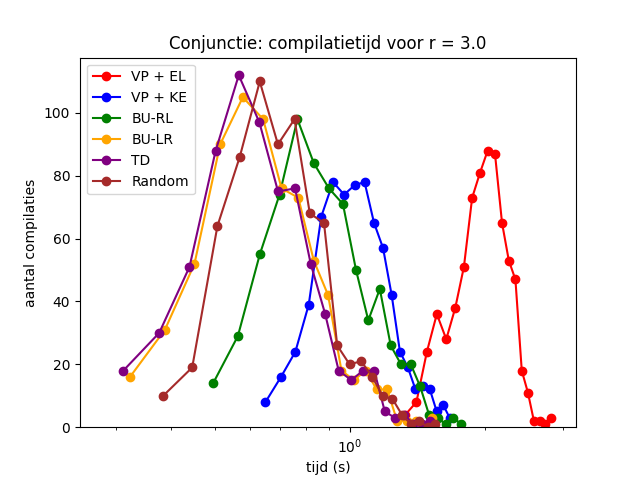 Conjunctie: compilatietijd voor r = 3.0
VP + EL
VP + KE
BU-RL
BU-LR
TD
Random
aantal compilaties
100
80
60
40
20
0
10⁰
tijd (s)